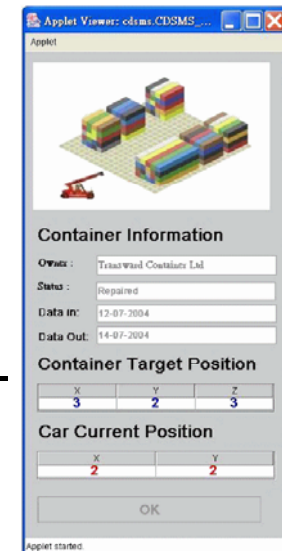 Applet Viewer: cdsms.CDSMS_...
Applet
Container Information
Owner : Transward Container Ltd
Status : Repaired
Data in: 12-07-2004
Data Out: 14-07-2004
Container Target Position
X Y Z
3 2 3
Car Current Position
X Y
2 2
OK
Applet started.